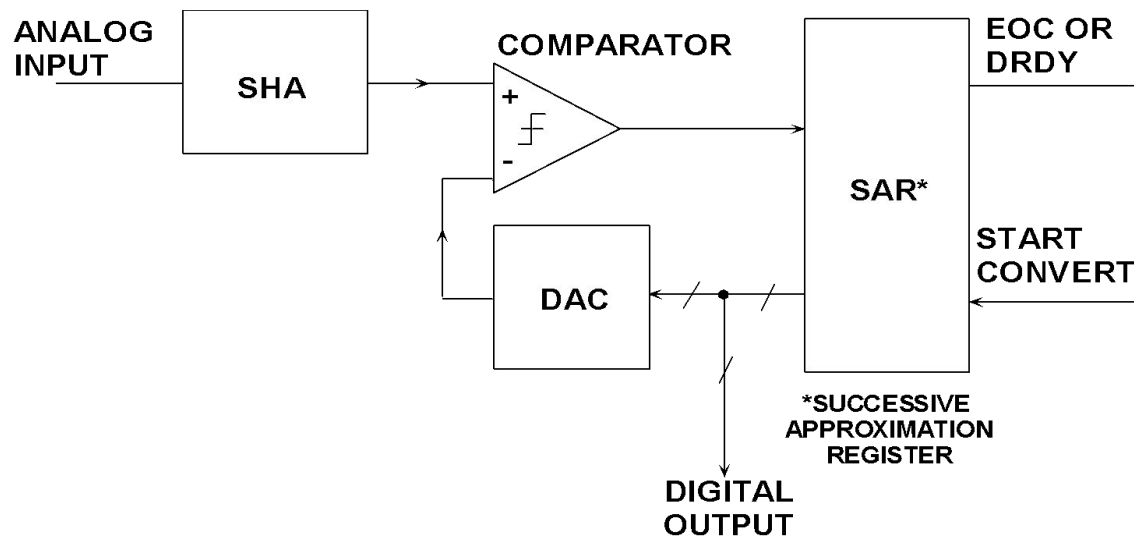 ANALOG
INPUT
SHA
COMPARATOR
+
-
SAR*
EOC OR
DRDY
START
CONVERT
DAC
*SUCCESSIVE
APPROXIMATION
REGISTER
DIGITAL
OUTPUT